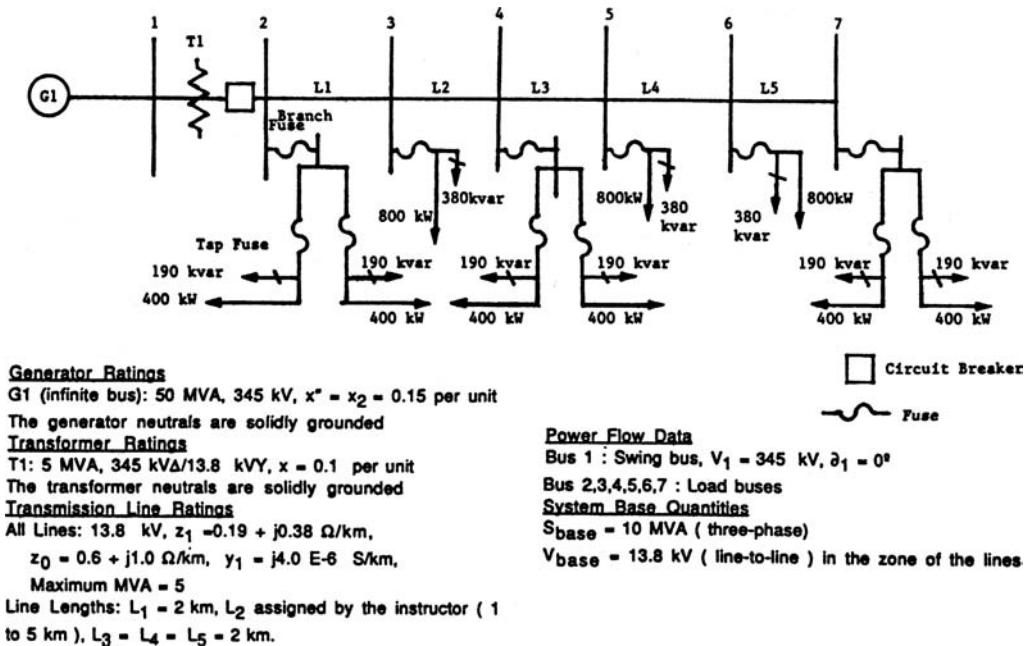 1 2 3 4 5 6 7
T1
G1
L1 L2 L3 L4 L5
Branch
Fuse
380kvar
800 kW
800kW
380
kvar
380
kvar
800kW
Tap Fuse
190 kvar
190 kvar
400 kW
400 kW
190 kvar
190 kvar
400 kW
400 kW
190 kvar
190 kvar
400 kW
400 kW
Circuit Breaker
Fuse
Generator Ratings
G1 (infinite bus): 50 MVA, 345 kV, x" = x₂ = 0.15 per unit
The generator neutrals are solidly grounded
Transformer Ratings
T1: 5 MVA, 345 kVΔ/13.8 kVY, x = 0.1 per unit
The transformer neutrals are solidly grounded
Transmission Line Ratings
All Lines: 13.8 kV, z₁ =0.19 + j0.38 Ω/km,
z₀ = 0.6 + j1.0 Ω/km, y₁ = j4.0 E-6 S/km,
Maximum MVA = 5
Line Lengths: L₁ = 2 km, L₂ assigned by the instructor ( 1
to 5 km ), L₃ = L₄ = L₅ = 2 km.
Power Flow Data
Bus 1 : Swing bus, V₁ = 345 kV, ∂₁ = 0º
Bus 2,3,4,5,6,7 : Load buses
System Base Quantities
S_base = 10 MVA ( three-phase)
V_base = 13.8 kV ( line-to-line ) in the zone of the lines.